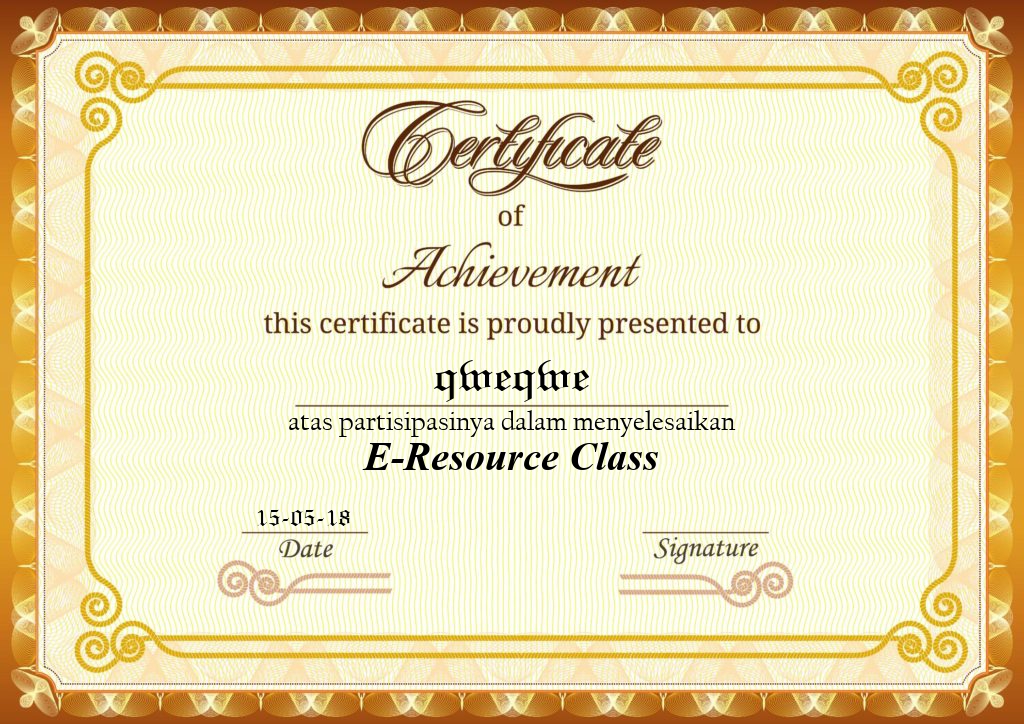 Certificate
of
Achievement
this certificate is proudly presented to
qweqwe
atas partisipasinya dalam menyelesaikan
E-Resource Class
15-05-18
Date
Signature